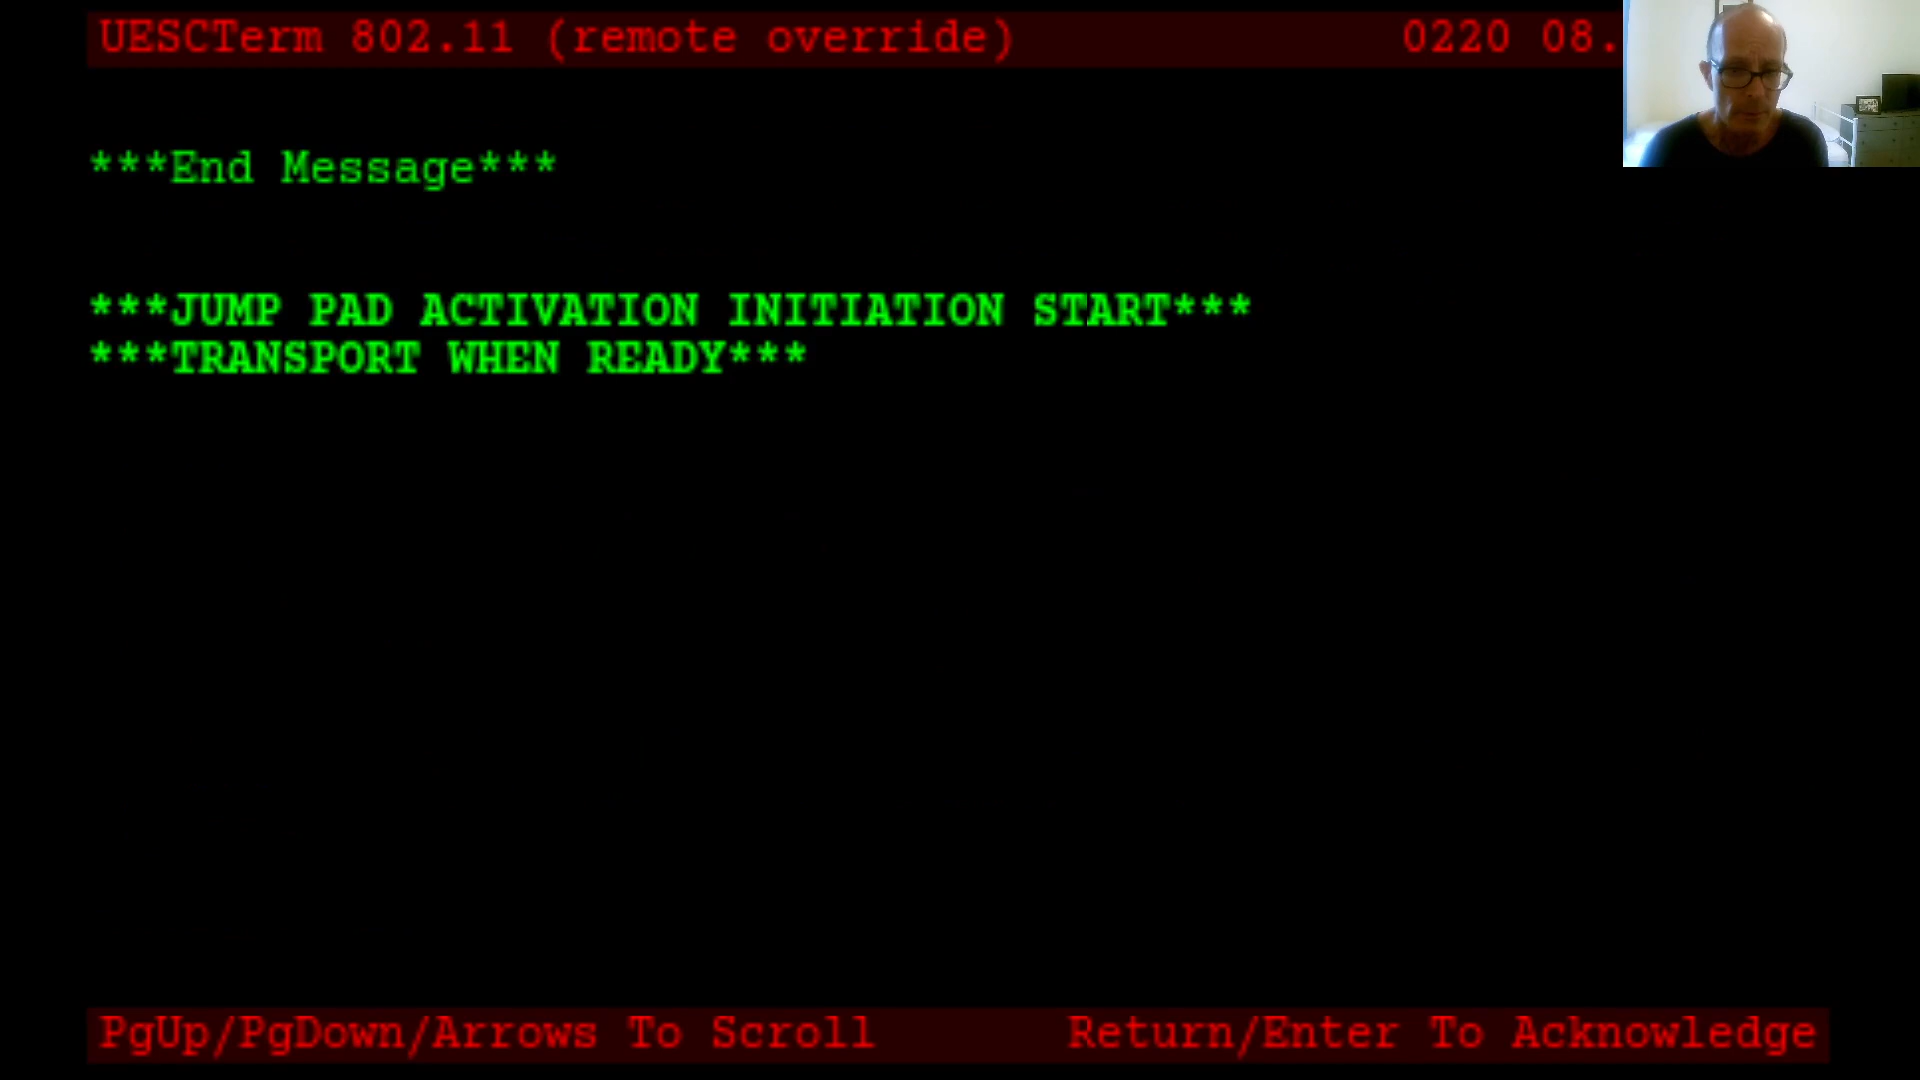 UESCTerm 802.11 (remote override) 0220 08.
***End Message***
***JUMP PAD ACTIVATION INITIATION START***
***TRANSPORT WHEN READY***
PgUp/PgDown/Arrows To Scroll Return/Enter To Acknowledge